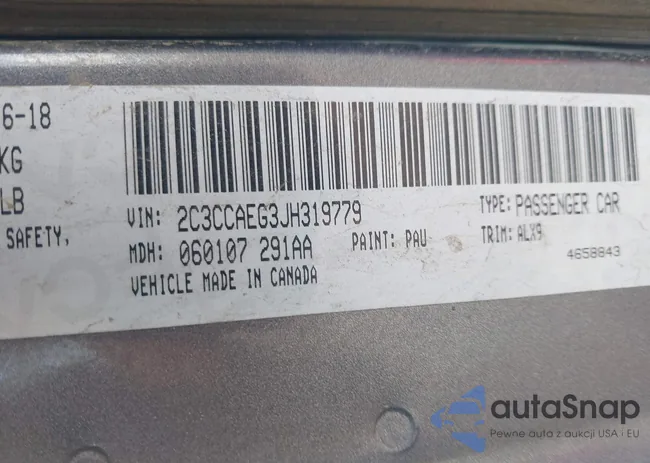 6-18
KG
LB
SAFETY,
VIN: 2C3CCAEG3JH319779
TYPE: PASSENGER CAR
MDH: 060107 291AA
PAINT: PAU
TRIM: ALX9
4658843
VEHICLE MADE IN CANADA
autaSnap
Pewne auta z aukcji USA i EU